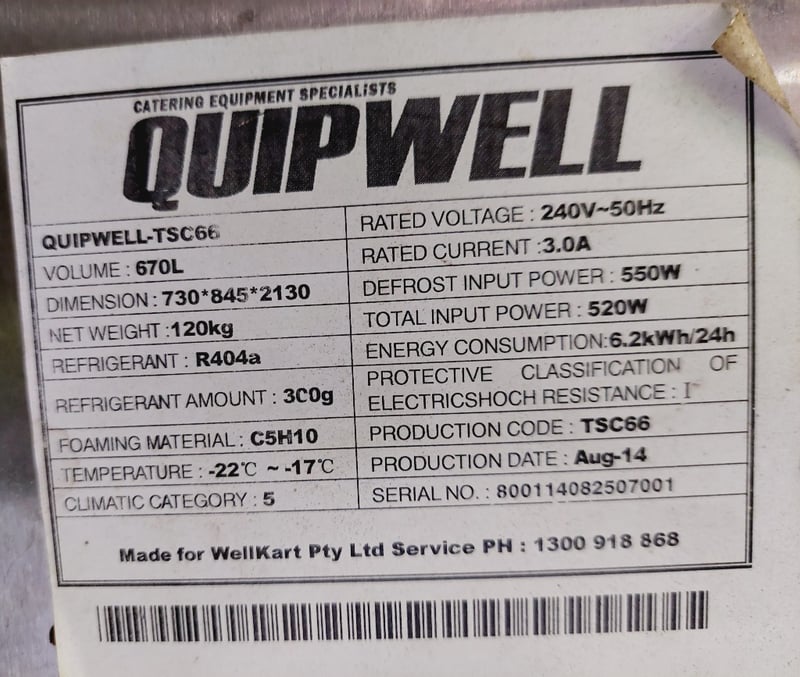 CATERING EQUIPMENT SPECIALISTS
QUIPWELL
QUIPWELL-TSC66
VOLUME : 670L
DIMENSION : 730*845*2130
NET WEIGHT :120kg
REFRIGERANT : R404a
REFRIGERANT AMOUNT : 300g
FOAMING MATERIAL : C5H10
TEMPERATURE : -22℃ ~ -17℃
CLIMATIC CATEGORY : 5
RATED VOLTAGE : 240V~50Hz
RATED CURRENT :3.0A
DEFROST INPUT POWER : 550W
TOTAL INPUT POWER : 520W
ENERGY CONSUMPTION:6.2kWh/24h
PROTECTIVE CLASSIFICATION OF
ELECTRICSHOCH RESISTANCE : I
PRODUCTION CODE : TSC66
PRODUCTION DATE : Aug-14
SERIAL NO. : 800114082507001
Made for WellKart Pty Ltd Service PH : 1300 918 868